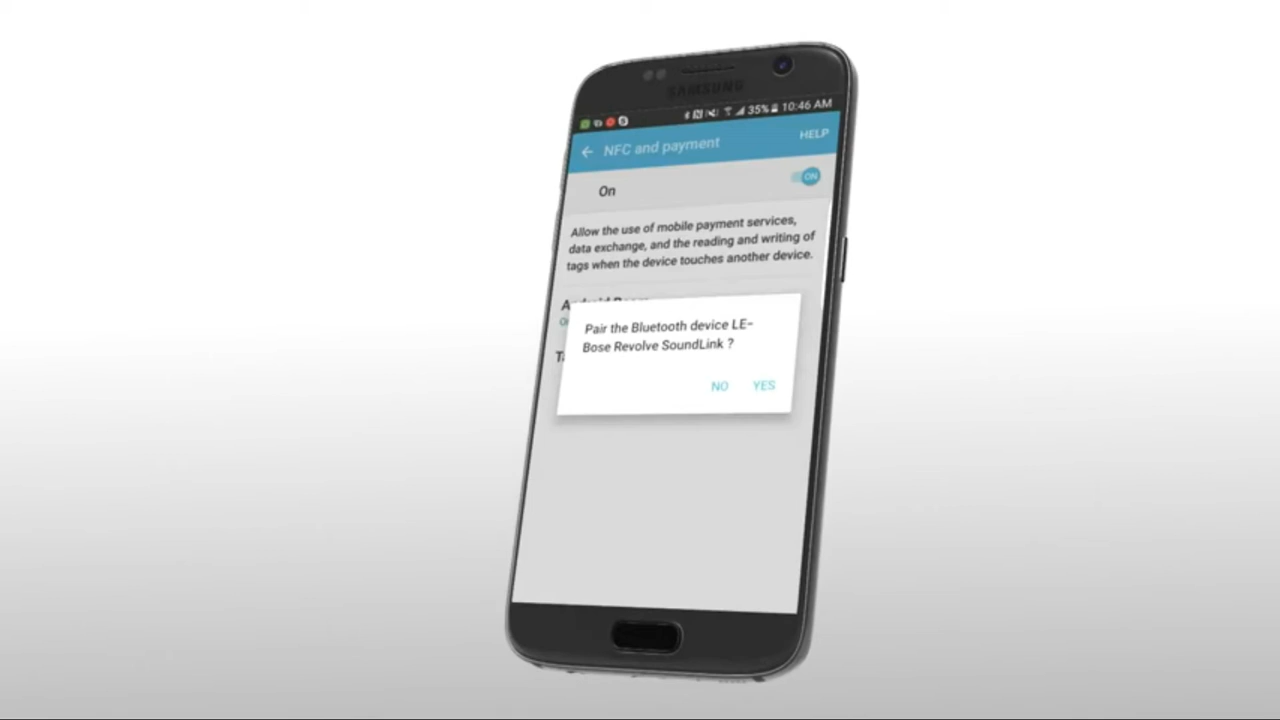 SAMSUNG
35% 10:46 AM
NFC and payment
HELP
On
ON
Allow the use of mobile payment services,
data exchange, and the reading and writing of
tags when the device touches another device.
Pair the Bluetooth device LE-
Bose Revolve SoundLink ?
NO YES